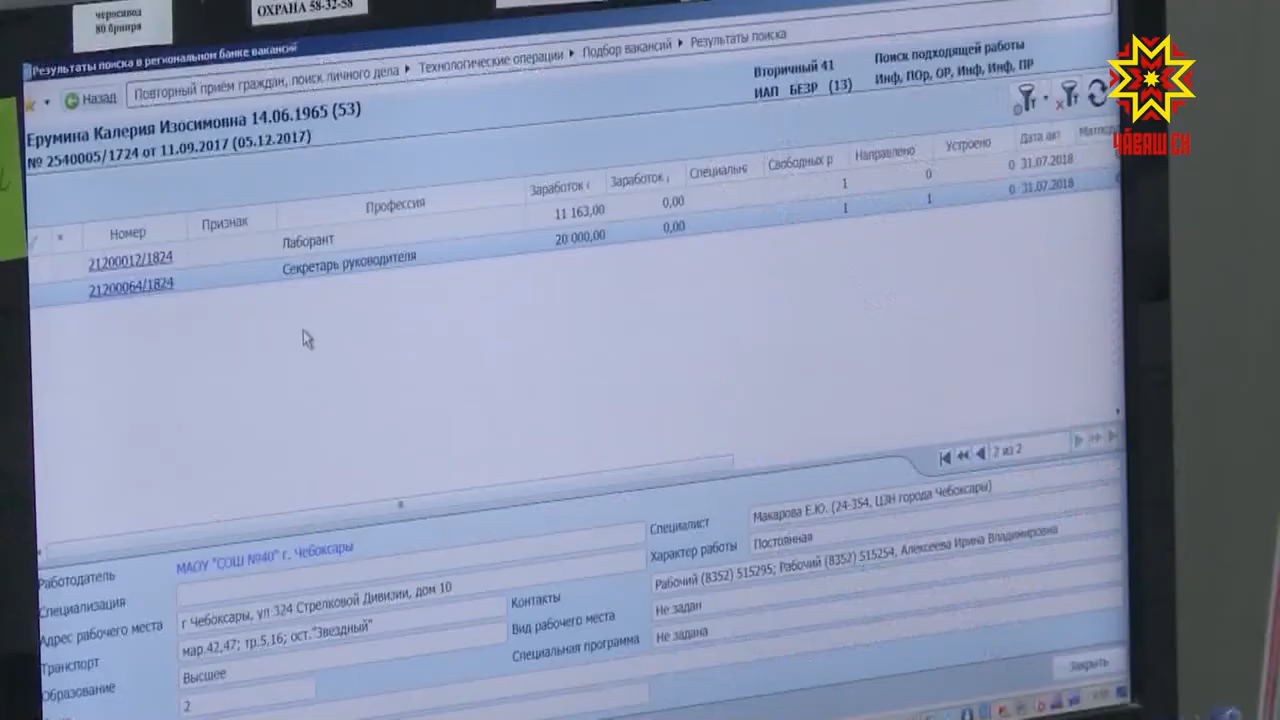 червивод
80 бринра
ОХРАНА 58-32-58
Результаты поиска в региональном банке вакансий
Назад
Повторный приём граждан, поиск личного дела
Технологические операции
Подбор вакансий
Результаты поиска
Ерумина Калерия Изосимовна 14.06.1965 (53)
№ 2540005/1724 от 11.09.2017 (05.12.2017)
Вторичный 41
ИАП БЕЗР (13)
Поиск подходящей работы
Инф, ПОр, ОР, Инф, Инф, ПР
ЧӐВАШ ЕН
* Номер Признак Профессия Заработок Заработок Специальн Свободных р Направлено Устроено Дата акт
21200012/1824 Лаборант 11 163,00 0,00 1 0 0 31.07.2018
21200064/1824 Секретарь руководителя 20 000,00 0,00 1 1 0 31.07.2018
2 из 2
Работодатель МАОУ "СОШ №40" г. Чебоксары
Специализация
Адрес рабочего места г Чебоксары, ул 324 Стрелковой Дивизии, дом 10
Транспорт мар.42,47; тр.5,16; ост."Звездный"
Образование Высшее
2
Специалист Макарова Е.Ю. (24-354, ЦЗН города Чебоксары)
Характер работы Постоянная
Контакты Рабочий (8352) 515295; Рабочий (8352) 515254, Алексеева Ирина Владимировна
Вид рабочего места Не задан
Специальная программа Не задана
Закрыть